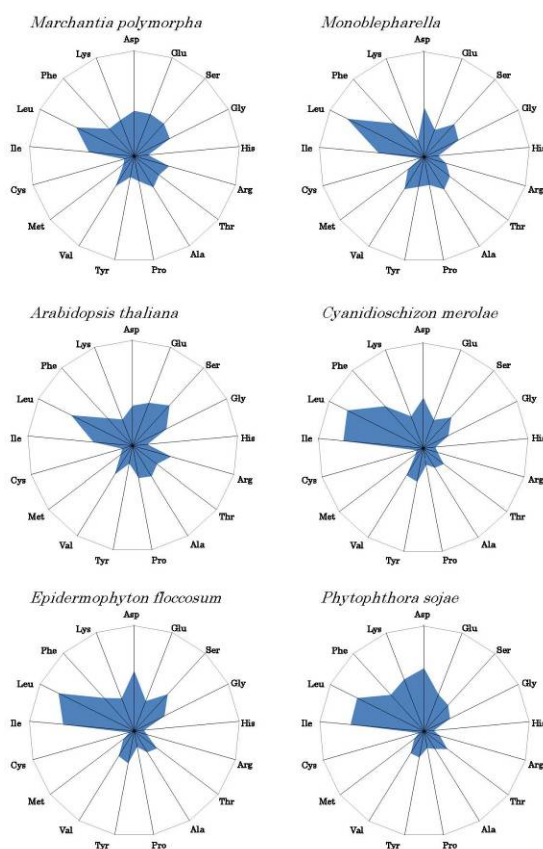 Marchantia polymorpha
Asp
Glu
Ser
Gly
His
Arg
Thr
Ala
Pro
Tyr
Val
Met
Cys
Ile
Leu
Phe
Lys
Monoblepharella
Asp
Glu
Ser
Gly
His
Arg
Thr
Ala
Pro
Tyr
Val
Met
Cys
Ile
Leu
Phe
Lys
Arabidopsis thaliana
Asp
Glu
Ser
Gly
His
Arg
Thr
Ala
Pro
Tyr
Val
Met
Cys
Ile
Leu
Phe
Lys
Cyanidioschizon merolae
Asp
Glu
Ser
Gly
His
Arg
Thr
Ala
Pro
Tyr
Val
Met
Cys
Ile
Leu
Phe
Lys
Epidermophyton floccosum
Asp
Glu
Ser
Gly
His
Arg
Thr
Ala
Pro
Tyr
Val
Met
Cys
Ile
Leu
Phe
Lys
Phytophthora sojae
Asp
Glu
Ser
Gly
His
Arg
Thr
Ala
Pro
Tyr
Val
Met
Cys
Ile
Leu
Phe
Lys